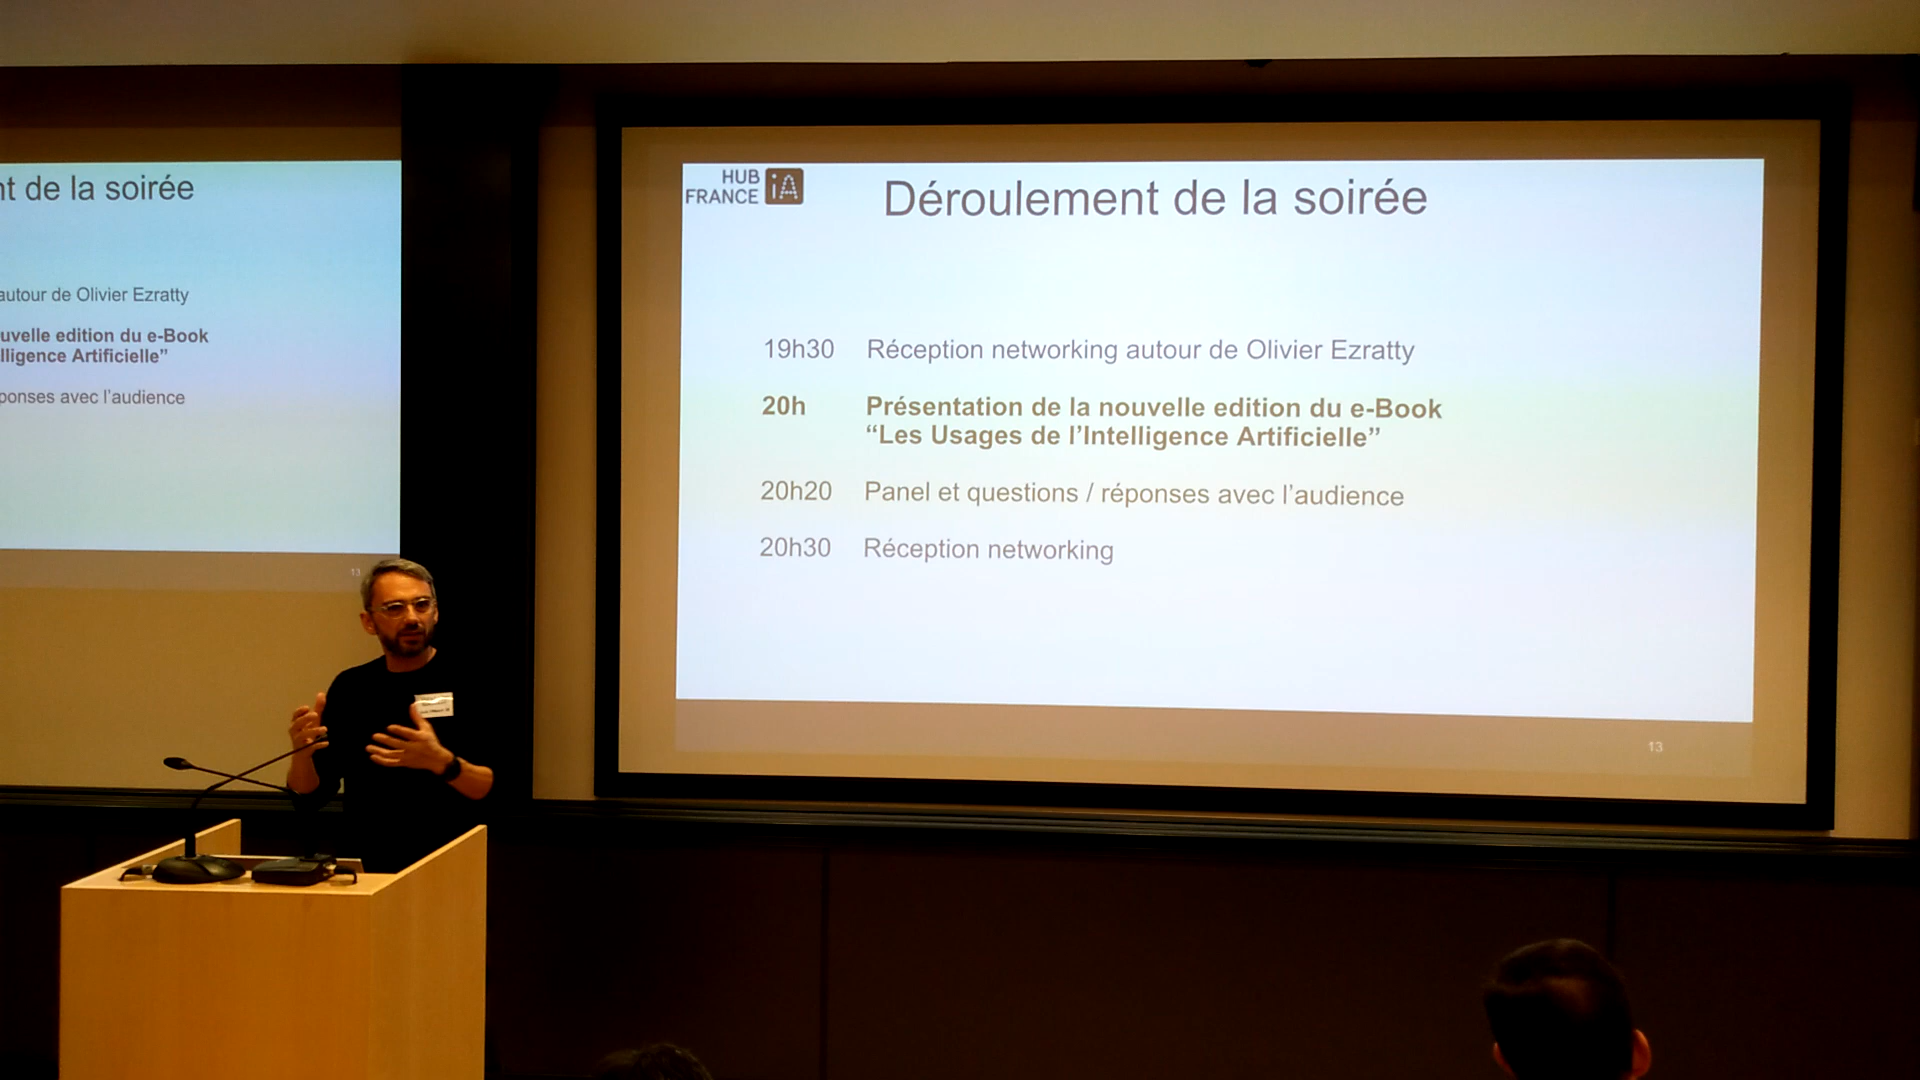 nt de la soirée
autour de Olivier Ezratty
uvelle edition du e-Book
lligence Artificielle”
ponses avec l’audience
13
HUB
FRANCE iA
Déroulement de la soirée
19h30 Réception networking autour de Olivier Ezratty
20h Présentation de la nouvelle edition du e-Book
“Les Usages de l’Intelligence Artificielle”
20h20 Panel et questions / réponses avec l’audience
20h30 Réception networking
13